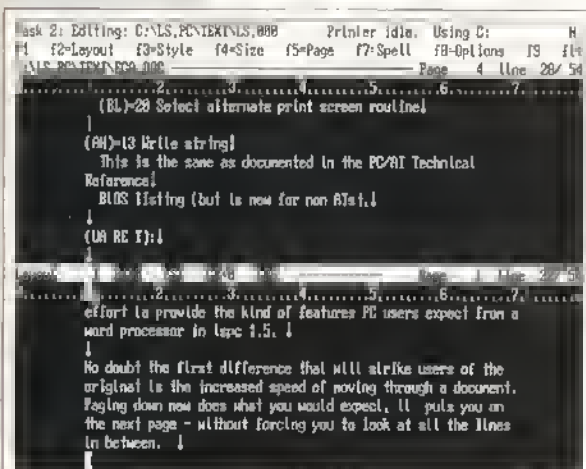 ask 2: Editing: C:\LS.PC\TEXT\LS.000 Printer idle. Using C: N
f1 f2=Layout f3=Style f4=Size f5=Page f7=Spell f8=Options f9
:\LS.PC\TEXT\EGA.DOC Page 4 line 28/ 54
(BL)=20 Select alternate print screen routine↓
↓
(AH)=13 Write string↓
This is the same as documented in the PC/AT Technical
Reference↓
BIOS listing (but is new for non ATs).↓
↓
↓
effort to provide the kind of features PC users expect from a
word processor in lspc 1.5. ↓
↓
No doubt the first difference that will strike users of the
original is the increased speed of moving through a document.
Paging down now does what you would expect, it puts you on
the next page - without forcing you to look at all the lines
in between. ↓